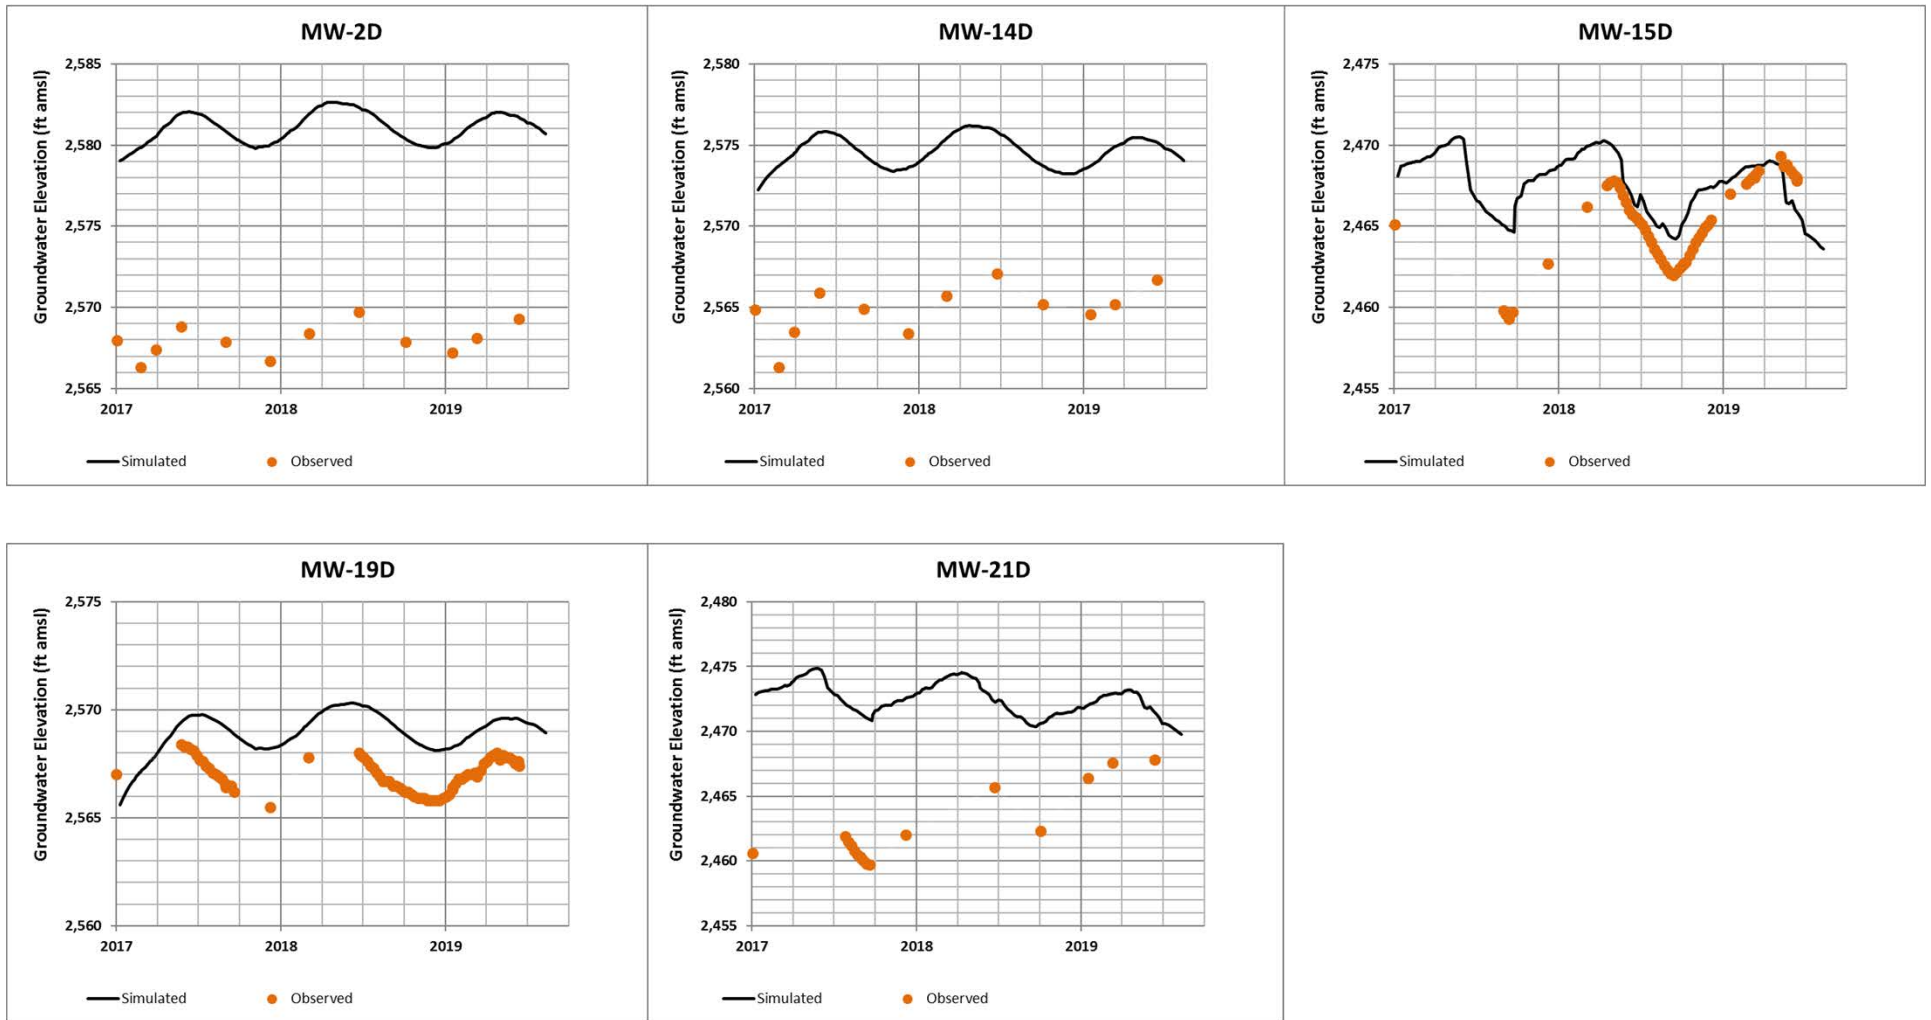 MW-2D
Groundwater Elevation (ft amsl)
2,585
2,580
2,575
2,570
2,565
2017 2018 2019
Simulated Observed
MW-14D
Groundwater Elevation (ft amsl)
2,580
2,575
2,570
2,565
2,560
2017 2018 2019
Simulated Observed
MW-15D
Groundwater Elevation (ft amsl)
2,475
2,470
2,465
2,460
2,455
2017 2018 2019
Simulated Observed
MW-19D
Groundwater Elevation (ft amsl)
2,575
2,570
2,565
2,560
2017 2018 2019
Simulated Observed
MW-21D
Groundwater Elevation (ft amsl)
2,480
2,475
2,470
2,465
2,460
2,455
2017 2018 2019
Simulated Observed